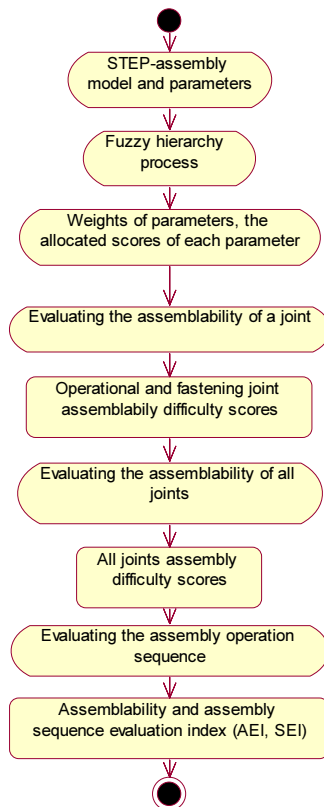 STEP-assembly
model and parameters
Fuzzy hierarchy
process
Weights of parameters, the
allocated scores of each parameter
Evaluating the assemblability of a joint
Operational and fastening joint
assemblabily difficulty scores
Evaluating the assemblability of all
joints
All joints assembly
difficulty scores
Evaluating the assembly operation
sequence
Assemblability and assembly
sequence evaluation index (AEI, SEI)